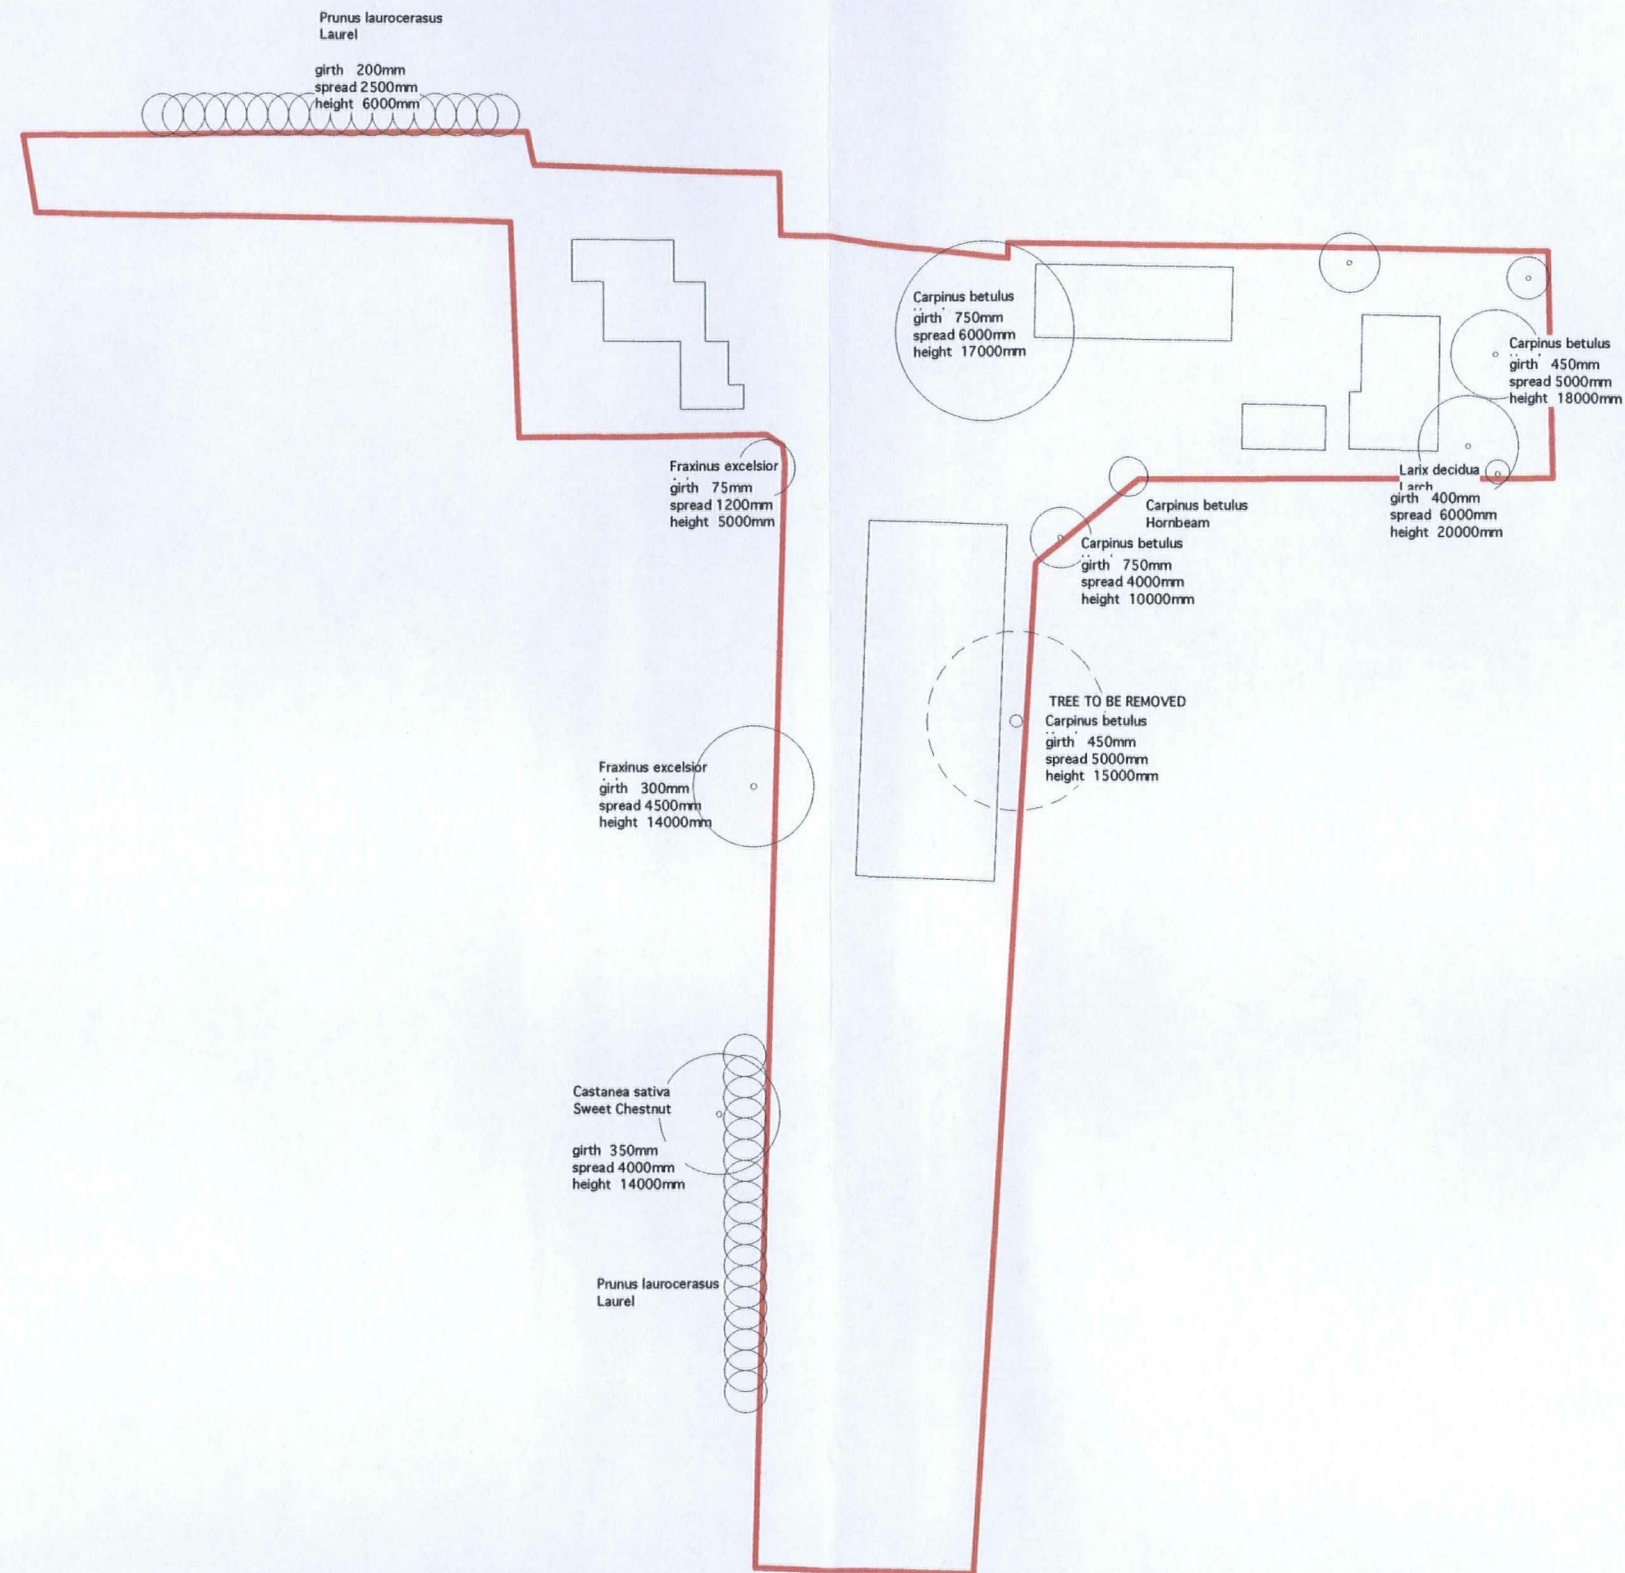 Prunus laurocerasus
Laurel
girth 200mm
spread 2500mm
height 6000mm
Carpinus betulus
girth 750mm
spread 6000mm
height 17000mm
Carpinus betulus
girth 450mm
spread 5000mm
height 18000mm
Fraxinus excelsior
girth 75mm
spread 1200mm
height 5000mm
Larix decidua
Larch
girth 400mm
spread 6000mm
height 20000mm
Carpinus betulus
Hornbeam
Carpinus betulus
girth 750mm
spread 4000mm
height 10000mm
TREE TO BE REMOVED
Carpinus betulus
girth 450mm
spread 5000mm
height 15000mm
Fraxinus excelsior
girth 300mm
spread 4500mm
height 14000mm
Castanea sativa
Sweet Chestnut
girth 350mm
spread 4000mm
height 14000mm
Prunus laurocerasus
Laurel